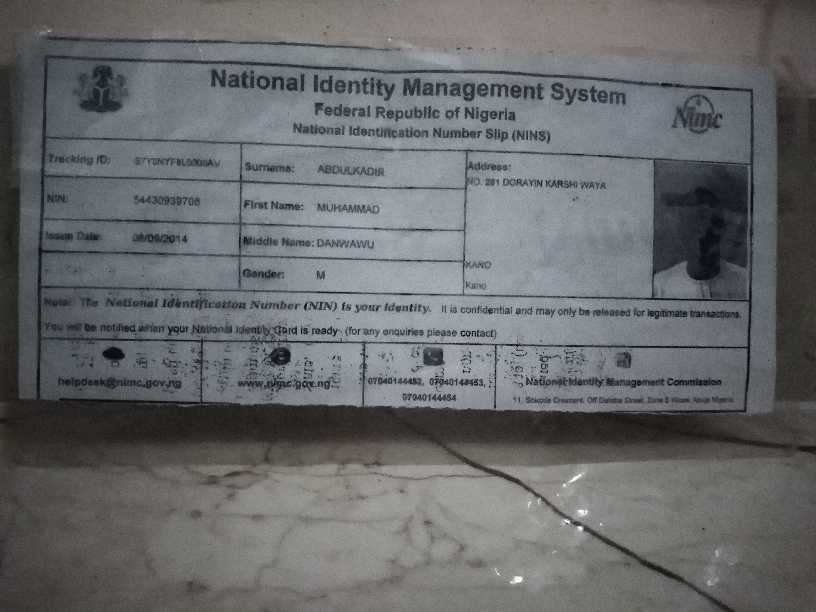 National Identity Management System
Federal Republic of Nigeria
National Identification Number Slip (NINS)
Nimc
Tracking ID:
Surname: ABDULKADIR
Address:
NO. 281 DORAYIN KARSHI WAYA
NIN: 54430939706
First Name: MUHAMMAD
Issue Date: 09/2014
Middle Name: DANWAWU
KANO
Gender: M
Kano
Note: The National Identification Number (NIN) is your identity. It is confidential and may only be released for legitimate transactions.
You will be notified when your National Identity Card is ready (for any enquiries please contact)
helpdesk@nimc.gov.ng
www.nimc.gov.ng
07040144452, 07040144453,
07040144454
National Identity Management Commission
11, Sokode Crescent, Off Dalaba Street, Zone 5 Wuse, Abuja Nigeria